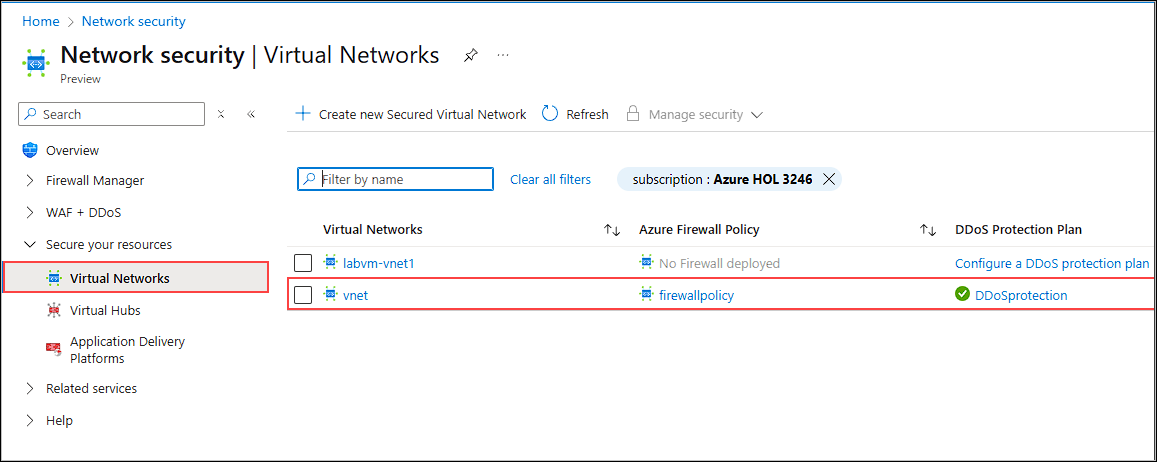 Home > Network security
Network security | Virtual Networks
Preview
Search
Overview
Firewall Manager
WAF + DDoS
Secure your resources
Virtual Networks
Virtual Hubs
Application Delivery
Platforms
Related services
Help
Create new Secured Virtual Network Refresh Manage security
Filter by name Clear all filters subscription : Azure HOL 3246
Virtual Networks Azure Firewall Policy DDoS Protection Plan
labvm-vnet1 No Firewall deployed Configure a DDoS protection plan
vnet firewallpolicy DDoSprotection